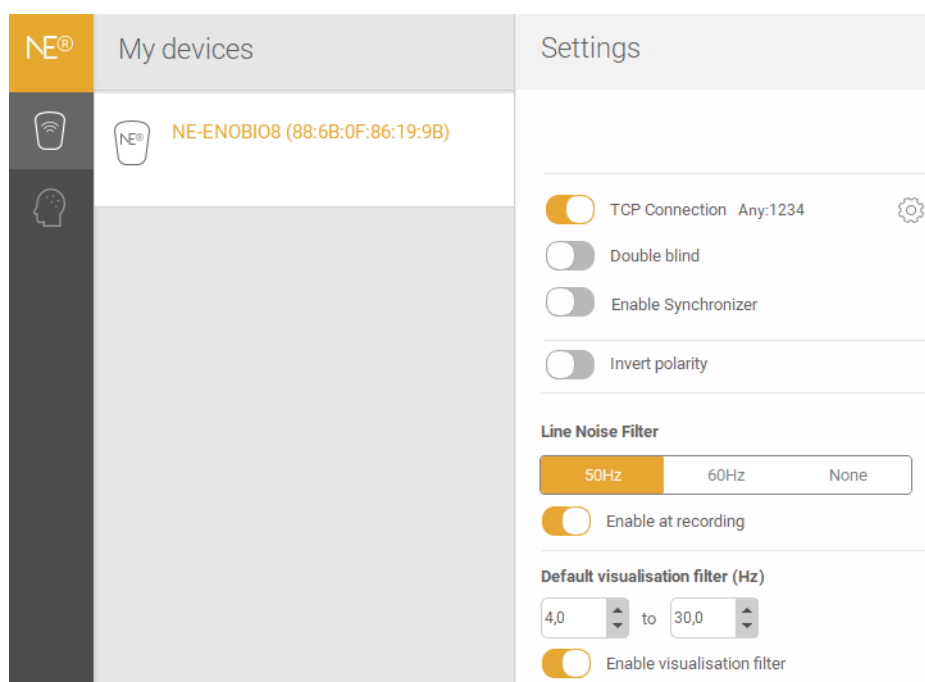 NE®
My devices
Settings
NE®
NE-ENOBIO8 (88:6B:0F:86:19:9B)
TCP Connection Any:1234
Double blind
Enable Synchronizer
Invert polarity
Line Noise Filter
50Hz 60Hz None
Enable at recording
Default visualisation filter (Hz)
4,0 to 30,0
Enable visualisation filter